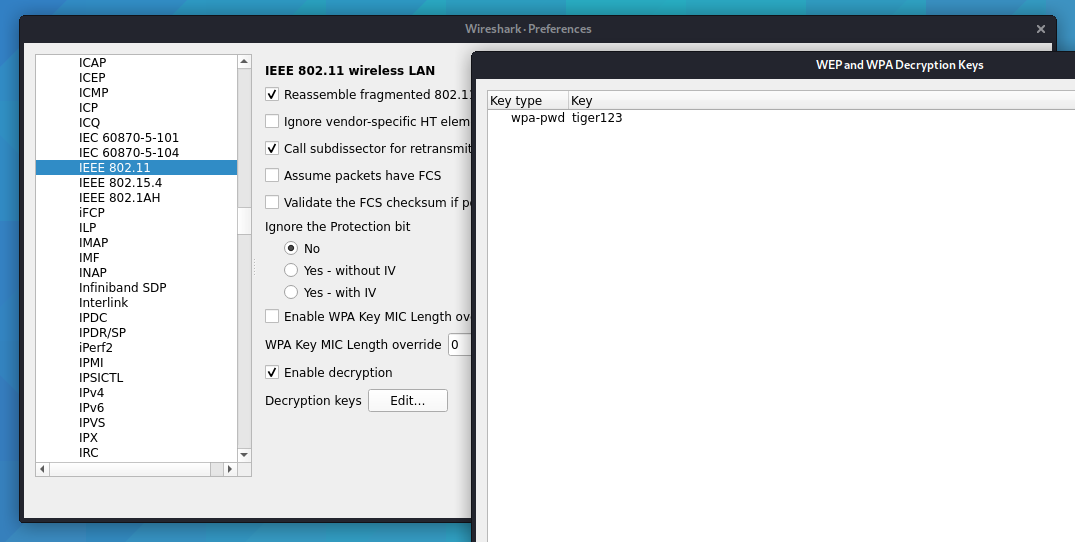 Wireshark · Preferences
ICAP
ICEP
ICMP
ICP
ICQ
IEC 60870-5-101
IEC 60870-5-104
IEEE 802.11
IEEE 802.15.4
IEEE 802.1AH
iFCP
ILP
IMAP
IMF
INAP
Infiniband SDP
Interlink
IPDC
IPDR/SP
iPerf2
IPMI
IPSICTL
IPv4
IPv6
IPVS
IPX
IRC
IEEE 802.11 wireless LAN
Reassemble fragmented 802.11
Ignore vendor-specific HT elem
Call subdissector for retransmit
Assume packets have FCS
Validate the FCS checksum if p
Ignore the Protection bit
No
Yes - without IV
Yes - with IV
Enable WPA Key MIC Length ov
WPA Key MIC Length override 0
Enable decryption
Decryption keys Edit...
WEP and WPA Decryption Keys
Key type Key
wpa-pwd tiger123